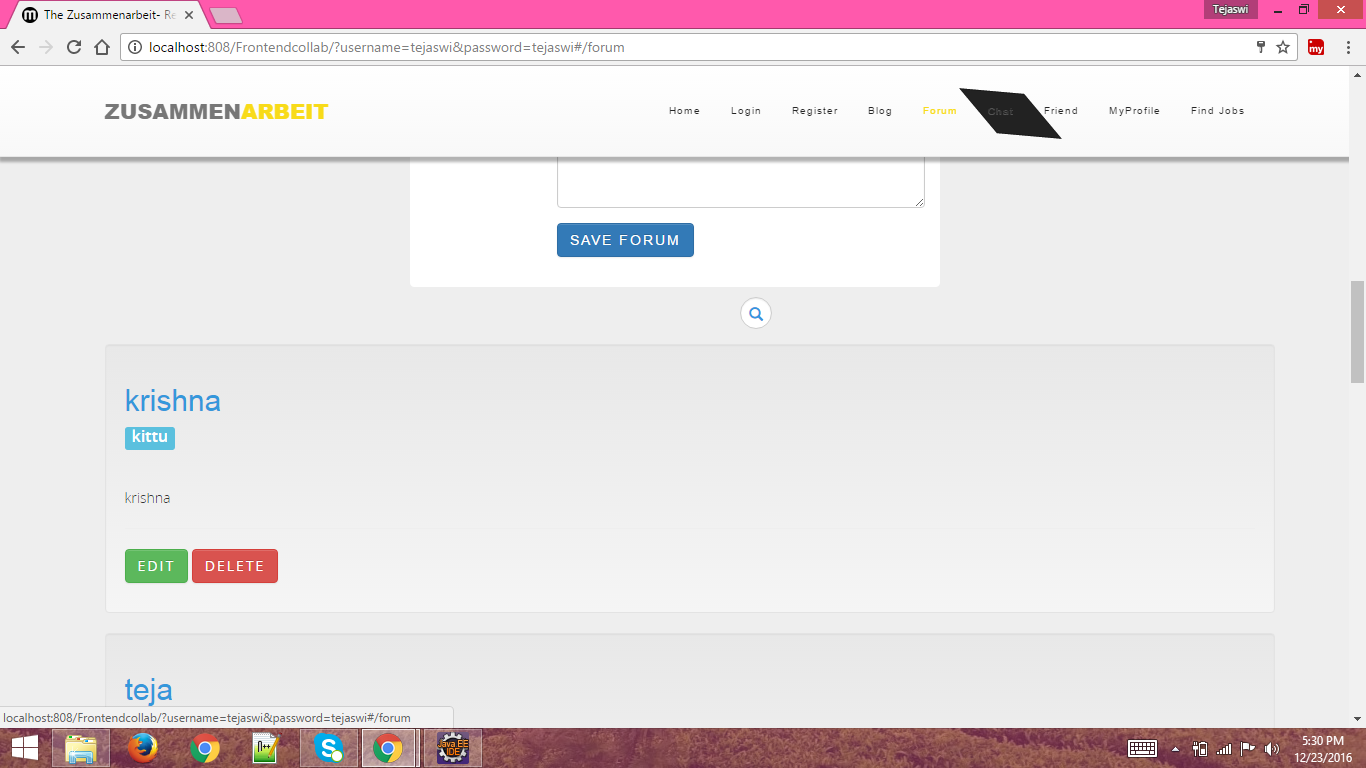 The Zusammenarbeit- Re
Tejaswi
localhost:808/Frontendcollab/?username=tejaswi&password=tejaswi#/forum
my
ZUSAMMENARBEIT
Home Login Register Blog Forum Chat Friend MyProfile Find Jobs
SAVE FORUM
krishna
kittu
krishna
EDIT DELETE
teja
localhost:808/Frontendcollab/?username=tejaswi&password=tejaswi#/forum
Java EE
IDE
5:30 PM
12/23/2016